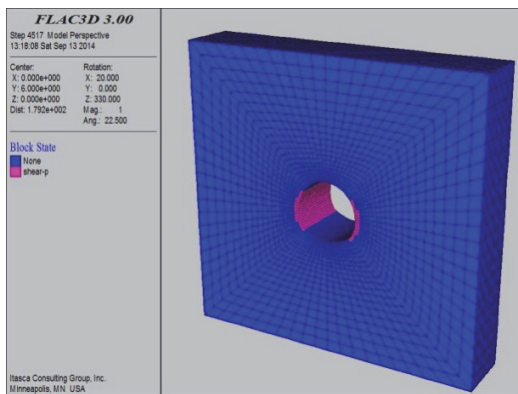 FLAC3D 3.00
Step 4517 Model Perspective
13:18:08 Sat Sep 13 2014
Center:
X: 0.000e+000
Y: 6.000e+000
Z: 0.000e+000
Dist: 1.792e+002
Rotation:
X: 20.000
Y: 0.000
Z: 330.000
Mag.: 1
Ang.: 22.500
Block State
None
shear-p
Itasca Consulting Group, Inc.
Minneapolis, MN USA